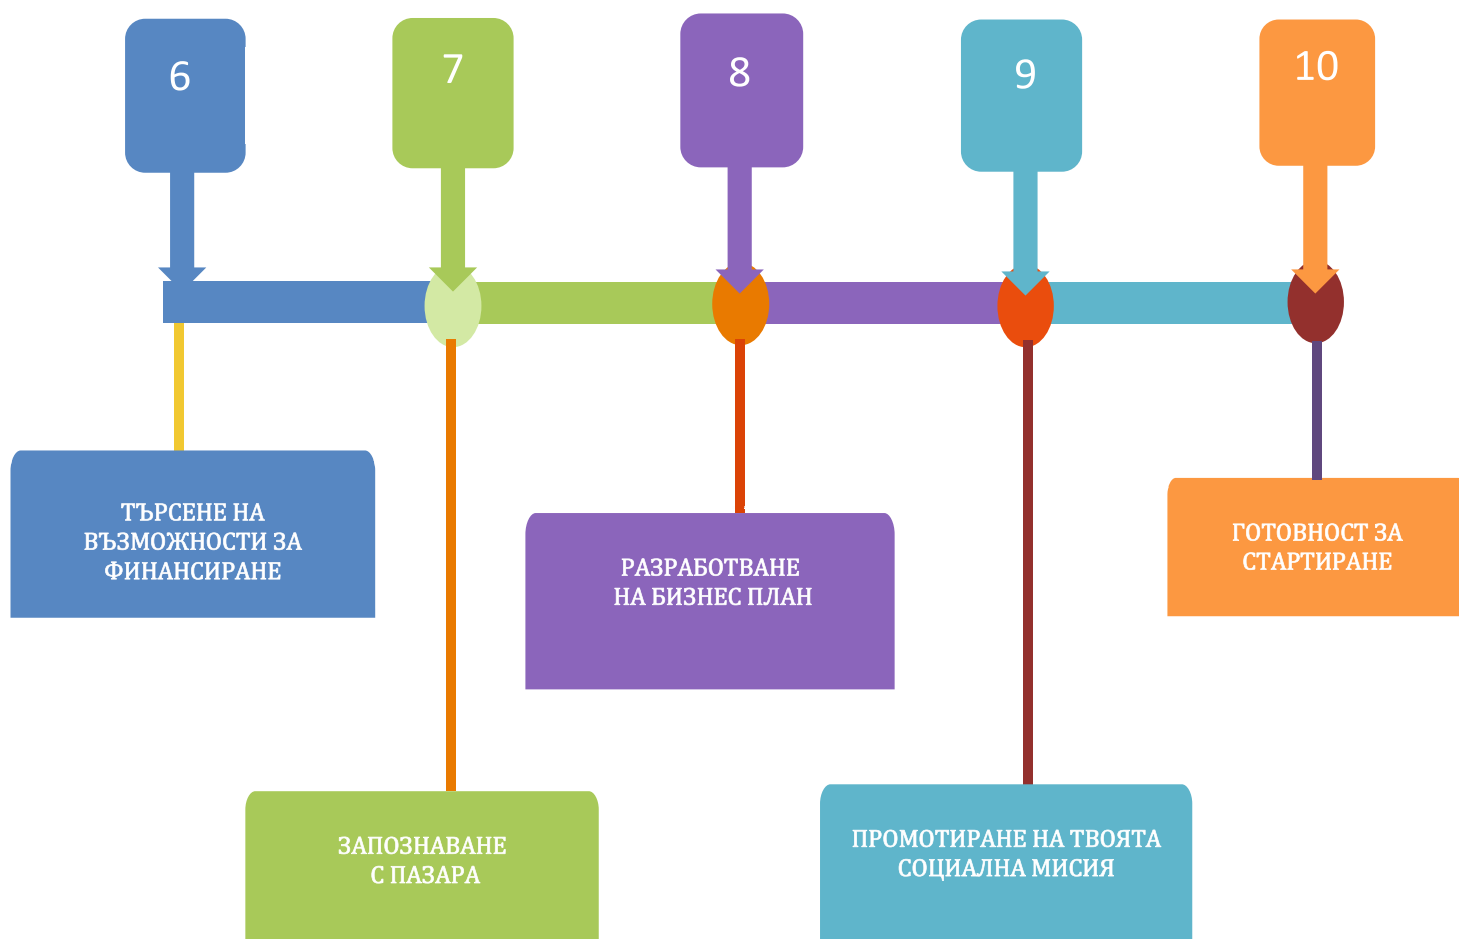 6
7
8
9
10
ТЪРСЕНЕ НА
ВЪЗМОЖНОСТИ ЗА
ФИНАНСИРАНЕ
ЗАПОЗНАВАНЕ
С ПАЗАРА
РАЗРАБОТВАНЕ
НА БИЗНЕС ПЛАН
ПРОМОТИРАНЕ НА ТВОЯТА
СОЦИАЛНА МИСИЯ
ГОТОВНОСТ ЗА
СТАРТИРАНЕ